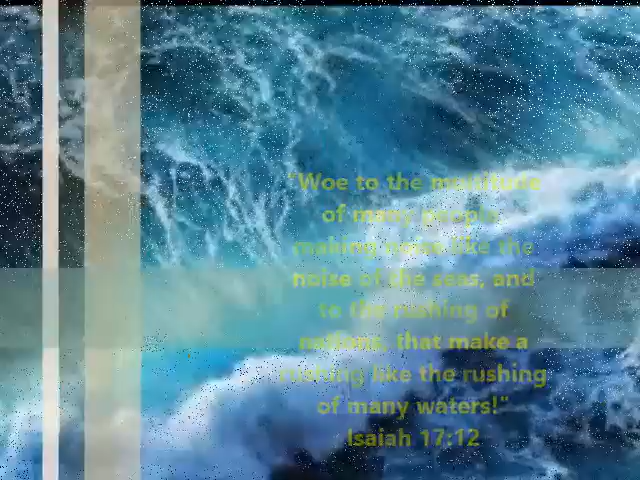 "Woe to the multitude
of many people
making noise like the
noise of the seas, and
to the rushing of
nations, that make a
rushing like the rushing
of many waters!"
Isaiah 17:12